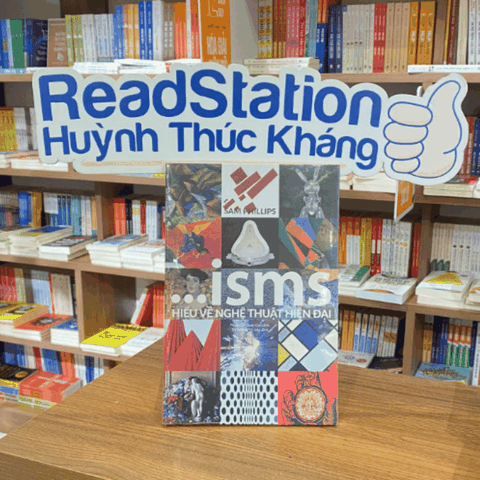 ReadStation
Huỳnh Thúc Kháng
SAM PHILLIPS
...isms
HIỂU VỀ NGHỆ THUẬT HIỆN ĐẠI